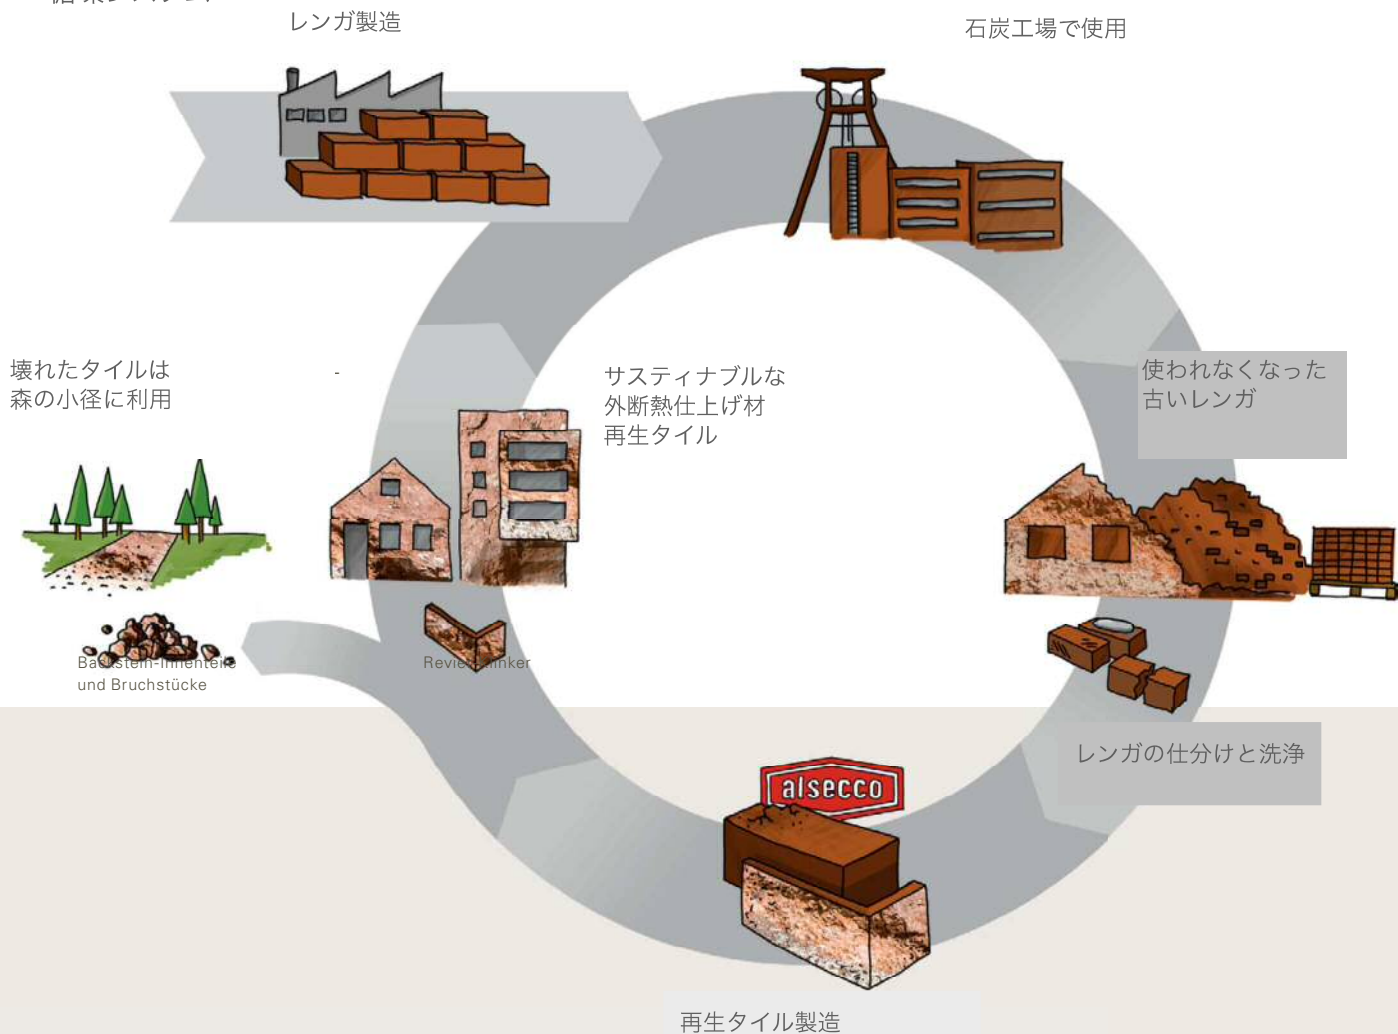 レンガ製造
石炭工場で使用
壊れたタイルは
森の小径に利用
-
サスティナブルな
外断熱仕上げ材
再生タイル
使われなくなった
古いレンガ
Backstein-Innenteile
und Bruchstücke
レンガの仕分けと洗浄
alsecco
再生タイル製造